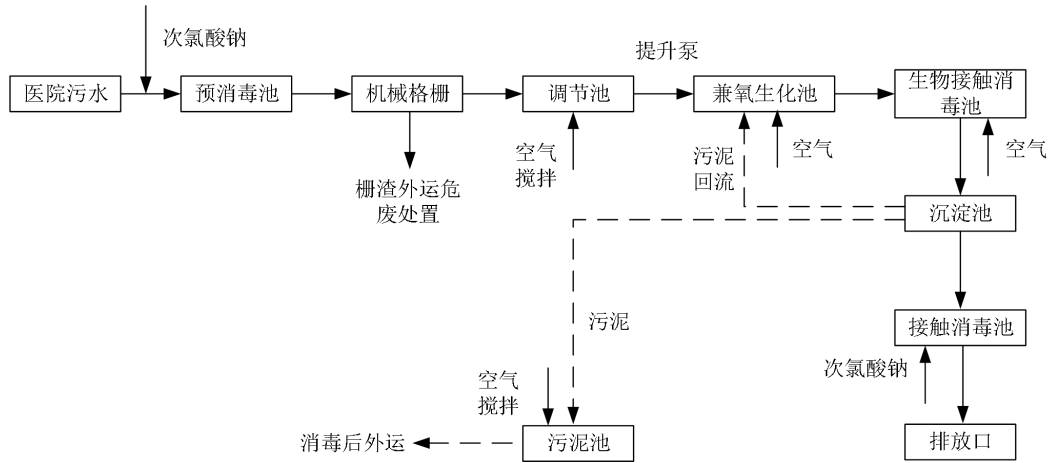 次氯酸钠
提升泵
医院污水
预消毒池
机械格栅
调节池
兼氧生化池
生物接触消
毒池
空气
搅拌
污泥
回流
空气
空气
栅渣外运危
废处置
沉淀池
污泥
接触消毒池
次氯酸钠
空气
搅拌
消毒后外运
污泥池
排放口